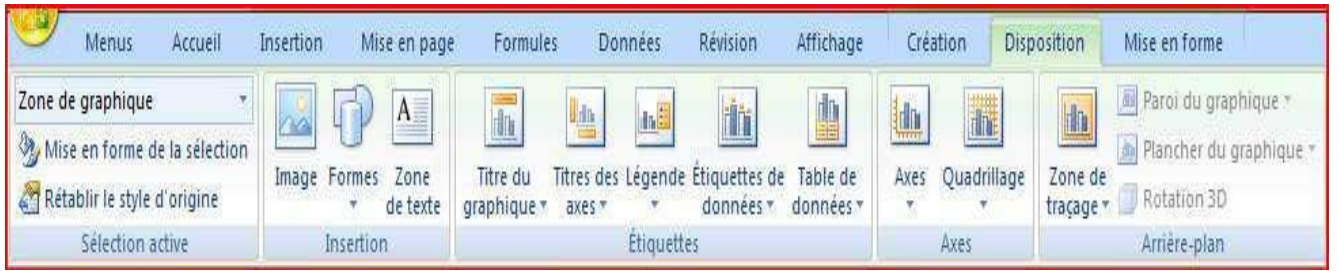 Menus Accueil Insertion Mise en page Formules Données Révision Affichage Création Disposition Mise en forme
Zone de graphique
Mise en forme de la sélection
Rétablir le style d'origine
Sélection active
Image
Formes
Zone
de texte
Insertion
Titre du
graphique
Titres des
axes
Légende
Étiquettes de
données
Table de
données
Étiquettes
Axes
Quadrillage
Axes
Zone de
traçage
Paroi du graphique
Plancher du graphique
Rotation 3D
Arrière-plan